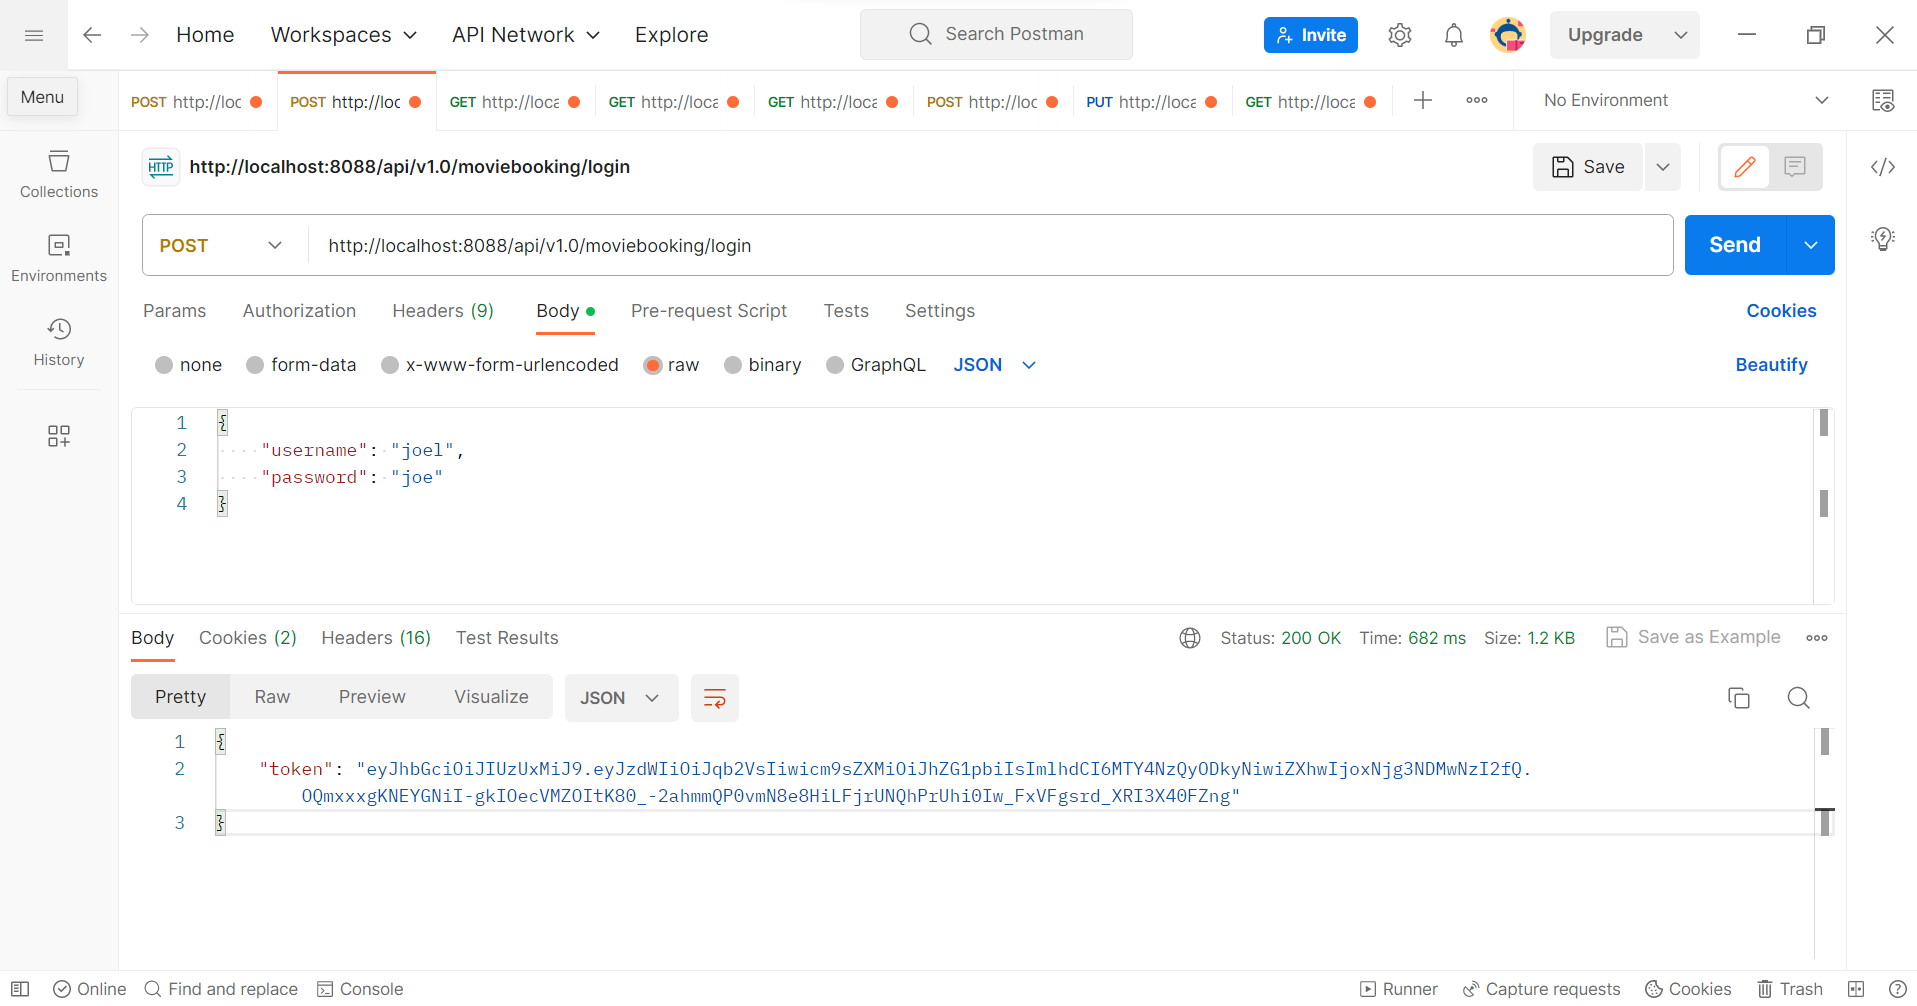 Home Workspaces API Network Explore Search Postman Invite Upgrade
Menu
POST http://loc POST http://loc GET http://loca GET http://loca GET http://loca POST http://loc PUT http://loca GET http://loca No Environment
HTTP http://localhost:8088/api/v1.0/moviebooking/login Save
Collections
POST http://localhost:8088/api/v1.0/moviebooking/login Send
Environments
Params Authorization Headers (9) Body Pre-request Script Tests Settings Cookies
History
none form-data x-www-form-urlencoded raw binary GraphQL JSON Beautify
1 {
2 "username": "joel",
3 "password": "joe"
4 }
Body Cookies (2) Headers (16) Test Results Status: 200 OK Time: 682 ms Size: 1.2 KB Save as Example
Pretty Raw Preview Visualize JSON
1 {
2 "token": "eyJhbGciOiJIUzUxMiJ9.eyJzdWIiOiJqb2VsIiwicm9sZXMiOiJhZG1pbiIsImlhdCI6MTY4NzQyODkyNiwiZXhwIjoxNjg3NDMwNzI2fQ.
OQmxxxgKNEYGNiI-gkIOecVMZOItK80_-2ahmmQP0vmN8e8HiLFjrUNQhPrUhi0Iw_FxVFgsrd_XRI3X40FZng"
3 }
Online Find and replace Console Runner Capture requests Cookies Trash